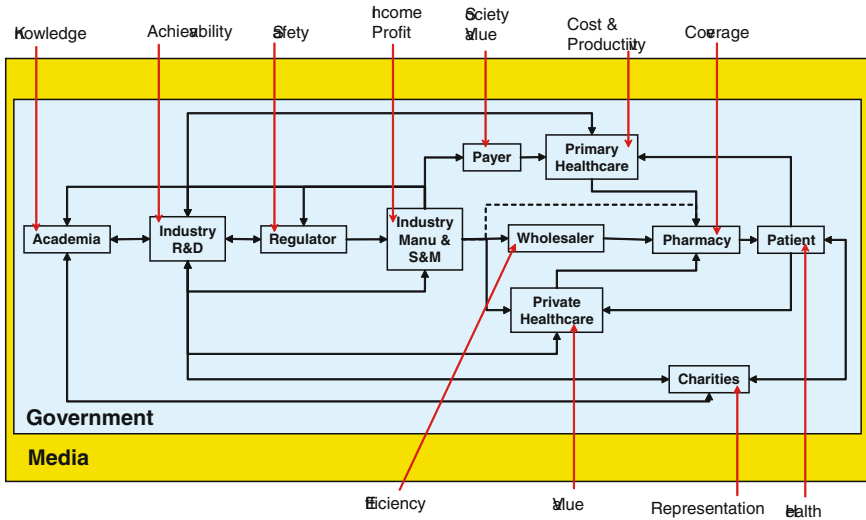 Knowledge
Achievability
Safety
Income
Profit
Society
Value
Cost &
Productivity
Coverage
Payer
Primary
Healthcare
Academia
Industry
R&D
Regulator
Industry
Manu &
S&M
Wholesaler
Pharmacy
Patient
Private
Healthcare
Charities
Government
Media
Efficiency
Value
Representation
Health